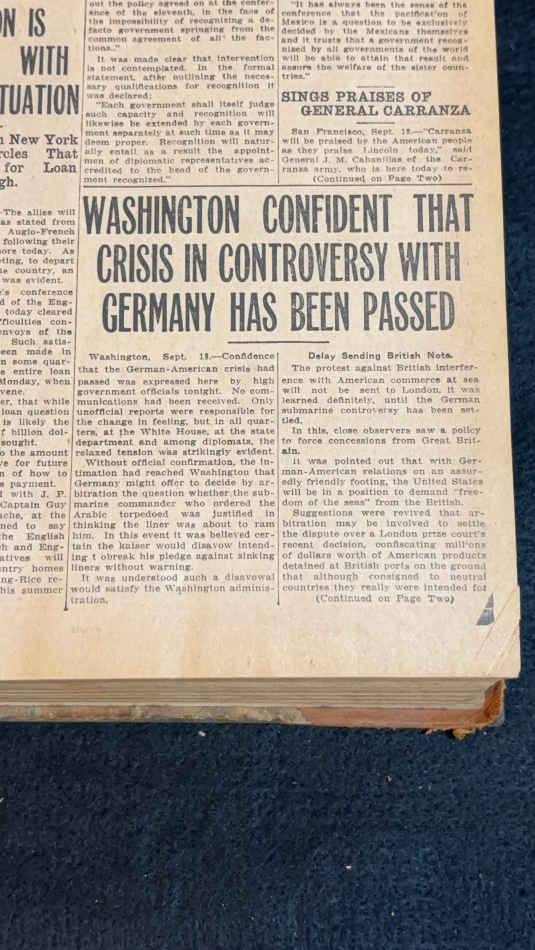 N IS
WITH
TUATION
n New York
rcles That
for Loan
gh.
-The allies will
as stated from
Anglo-French
following their
ore today. As
ting, to depart
e country, an
was evident.
's conference
d of the Eng-
today cleared
fficulties con-
envoys of the
Such satis-
een made in
n some quar-
e entire loan
Monday, when
vene.
er, that while
loan question
is likely the
f billion dol-
sought.
o the amount
ve for future
n of how to
s payment.
d with J. P.
Captain Guy
ache, at the
ned to say
the English
h and Eng-
atives will
untry homes
ng-Rice re-
his summer
out the policy agreed on at the confer-
ence of the eleventh, in the face of
the impossibility of recognizing a de-
facto government springing from the
common agreement of all the fac-
tions."
It was made clear that intervention
is not contemplated. In the formal
statement, after outlining the neces-
sary qualifications for recognition it
was declared:
"Each government shall itself judge
such capacity and recognition will
likewise be extended by each govern-
ment separately at such time as it may
deem proper. Recognition will natur-
ally entail as a result the appoint-
men of diplomatic representatives ac-
credited to the head of the govern-
ment recognized."
"It has always been the sense of the
conference that the pacification of
Mexico is a question to be exclusively
decided by the Mexicans themselves
and it trusts that a government recog-
nised by all governments of the world
will be able to attain that result and
assure the welfare of the sister coun-
tries."
SINGS PRAISES OF
GENERAL CARRANZA
San Francisco, Sept. 18.—"Carranza
will be praised by the American people
as they praise Lincoln today," said
General J. M. Cabanillas of the Car-
ranza army, who is here today to re-
(Continued on Page Two)
WASHINGTON CONFIDENT THAT
CRISIS IN CONTROVERSY WITH
GERMANY HAS BEEN PASSED
Washington, Sept. 18.—Confidence
that the German-American crisis had
passed was expressed here by high
government officials tonight. No com-
munications had been received. Only
unofficial reports were responsible for
the change in feeling, but in all quar-
ters, at the White House, at the state
department and among diplomats, the
relaxed tension was strikingly evident.
Without official confirmation, the in-
timation had reached Washington that
Germany might offer to decide by ar-
bitration the question whether the sub-
marine commander who ordered the
Arabic torpedoed was justified in
thinking the liner was about to ram
him. In this event it was believed cer-
tain the kaiser would disavow intend-
ing t obreak his pledge against sinking
liners without warning.
It was understood such a disavowal
would satisfy the Washington adminis-
tration.
Delay Sending British Note.
The protest against British interfer-
ence with American commerce at sea
will not be sent to London, it was
learned definitely, until the German
submarine controversy has been set-
tled.
In this, close observers saw a policy
to force concessions from Great Brit-
ain.
It was pointed out that with Ger-
man-American relations on an assur-
edly friendly footing, the United States
will be in a position to demand "free-
dom of the seas" from the British.
Suggestions were revived that ar-
bitration may be involved to settle
the dispute over a London prize court's
recent decision, confiscating millions
of dollars worth of American products
detained at British ports on the ground
that although consigned to neutral
countries they really were intended for
(Continued on Page Two)